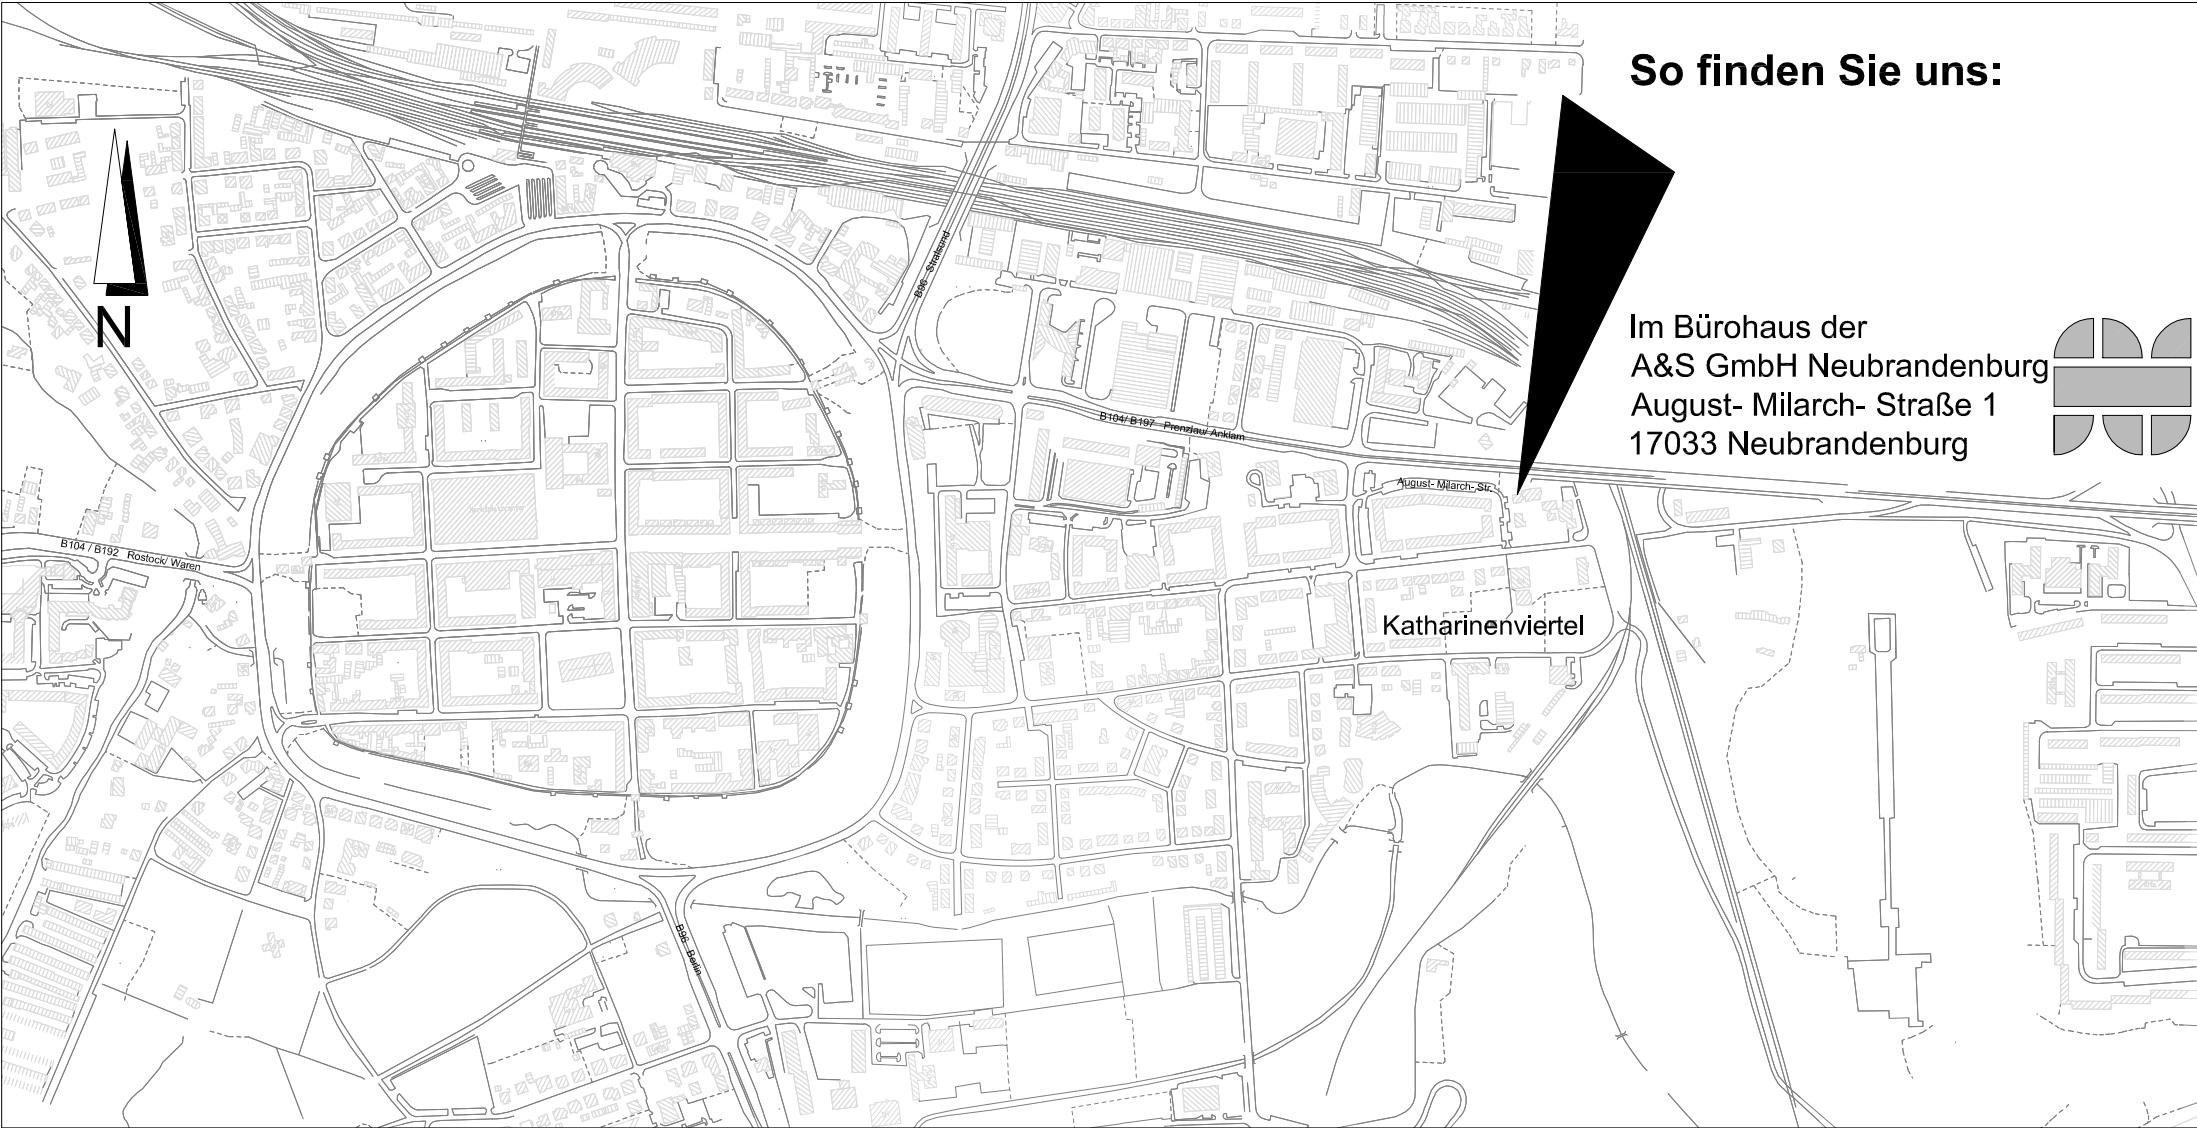 So finden Sie uns:
N
B96 Stralsund
Im Bürohaus der
A&S GmbH Neubrandenburg
August- Milarch- Straße 1
17033 Neubrandenburg
B104/ B197 Prenzlau/ Anklam
August- Milarch- Str.
B104 / B192 Rostock/ Waren
Katharinenviertel
B96 Berlin